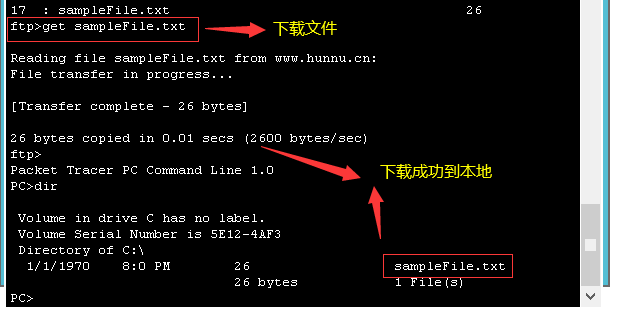 17  : sampleFile.txt                                     26
ftp>get sampleFile.txt 下载文件
Reading file sampleFile.txt from www.hunnu.cn:
File transfer in progress...
[Transfer complete - 26 bytes]
26 bytes copied in 0.01 secs (2600 bytes/sec)
ftp>
Packet Tracer PC Command Line 1.0 下载成功到本地
PC>dir
Volume in drive C has no label.
Volume Serial Number is 5E12-4AF3
Directory of C:\
1/1/1970    8:0 PM        26                  sampleFile.txt
26 bytes            1 File(s)
PC>